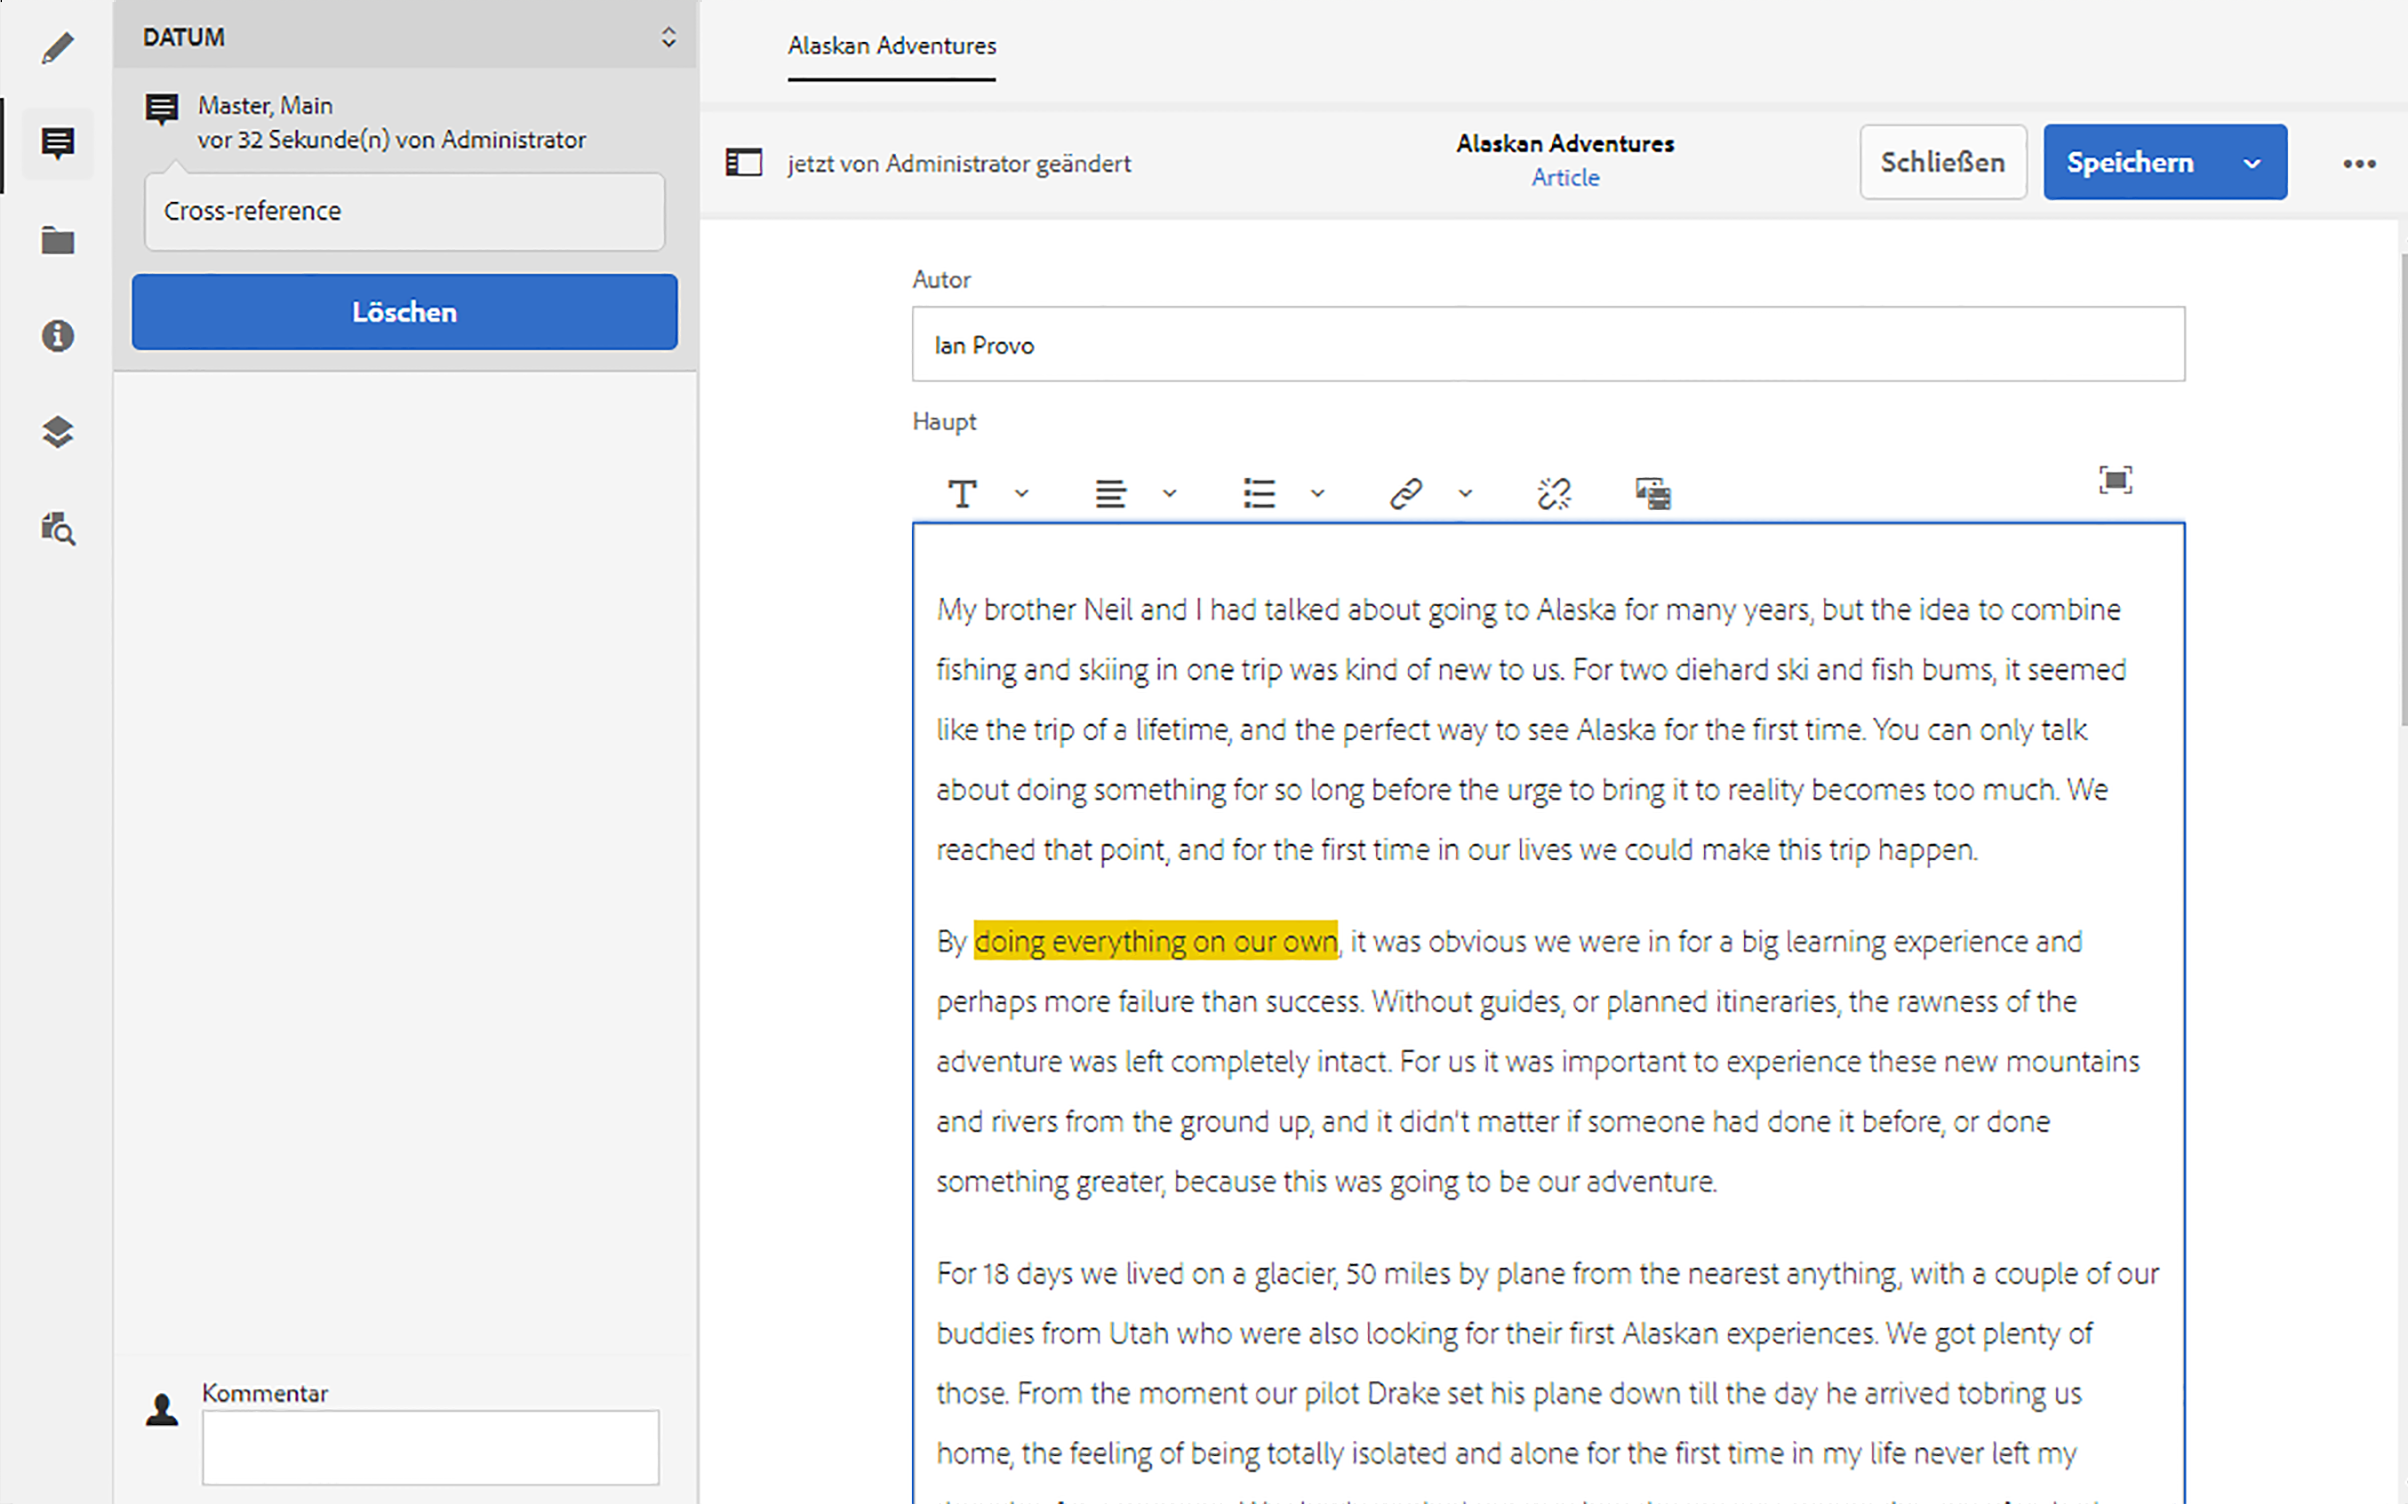 DATUM
Master, Main
vor 32 Sekunde(n) von Administrator
Cross-reference
Löschen
Kommentar
Alaskan Adventures
jetzt von Administrator geändert
Alaskan Adventures
Article
Schließen
Speichern
Autor
Ian Provo
Haupt
My brother Neil and I had talked about going to Alaska for many years, but the idea to combine
fishing and skiing in one trip was kind of new to us. For two diehard ski and fish bums, it seemed
like the trip of a lifetime, and the perfect way to see Alaska for the first time. You can only talk
about doing something for so long before the urge to bring it to reality becomes too much. We
reached that point, and for the first time in our lives we could make this trip happen.
By doing everything on our own, it was obvious we were in for a big learning experience and
perhaps more failure than success. Without guides, or planned itineraries, the rawness of the
adventure was left completely intact. For us it was important to experience these new mountains
and rivers from the ground up, and it didn't matter if someone had done it before, or done
something greater, because this was going to be our adventure.
For 18 days we lived on a glacier, 50 miles by plane from the nearest anything, with a couple of our
buddies from Utah who were also looking for their first Alaskan experiences. We got plenty of
those. From the moment our pilot Drake set his plane down till the day he arrived tobring us
home, the feeling of being totally isolated and alone for the first time in my life never left my